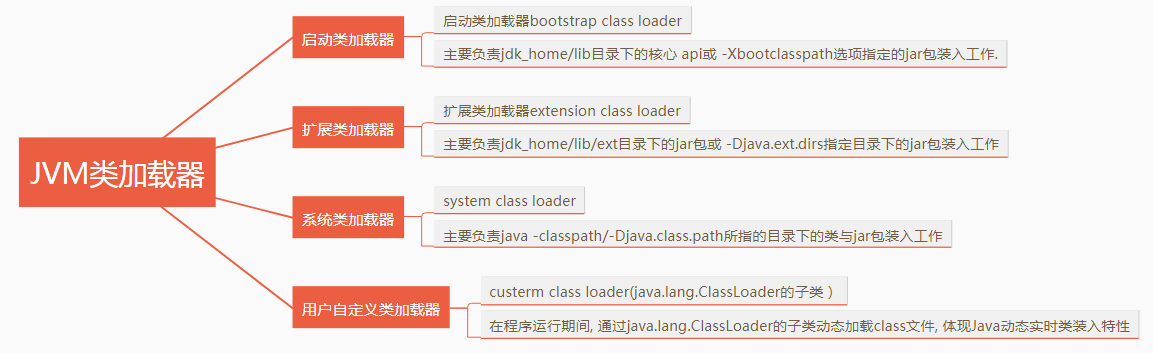 JVM类加载器
启动类加载器
启动类加载器bootstrap class loader
主要负责jdk_home/lib目录下的核心 api或 -Xbootclasspath选项指定的jar包装入工作.
扩展类加载器
扩展类加载器extension class loader
主要负责jdk_home/lib/ext目录下的jar包或 -Djava.ext.dirs指定目录下的jar包装入工作
系统类加载器
system class loader
主要负责java -classpath/-Djava.class.path所指的目录下的类与jar包装入工作
用户自定义类加载器
custerm class loader(java.lang.ClassLoader的子类 )
在程序运行期间, 通过java.lang.ClassLoader的子类动态加载class文件, 体现Java动态实时类装入特性